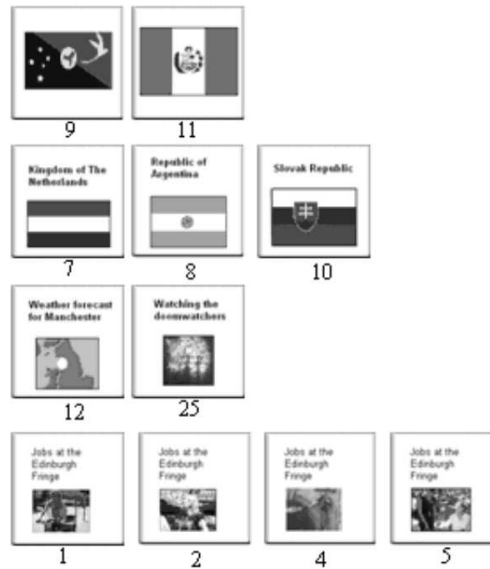 9 11
Kingdom of The
Netherlands
Republic of
Argentina
Slovak Republic
7 8 10
Weather forecast
for Manchester
Watching the
doomwatchers
12 25
Jobs at the
Edinburgh
Fringe
Jobs at the
Edinburgh
Fringe
Jobs at the
Edinburgh
Fringe
Jobs at the
Edinburgh
Fringe
1 2 4 5